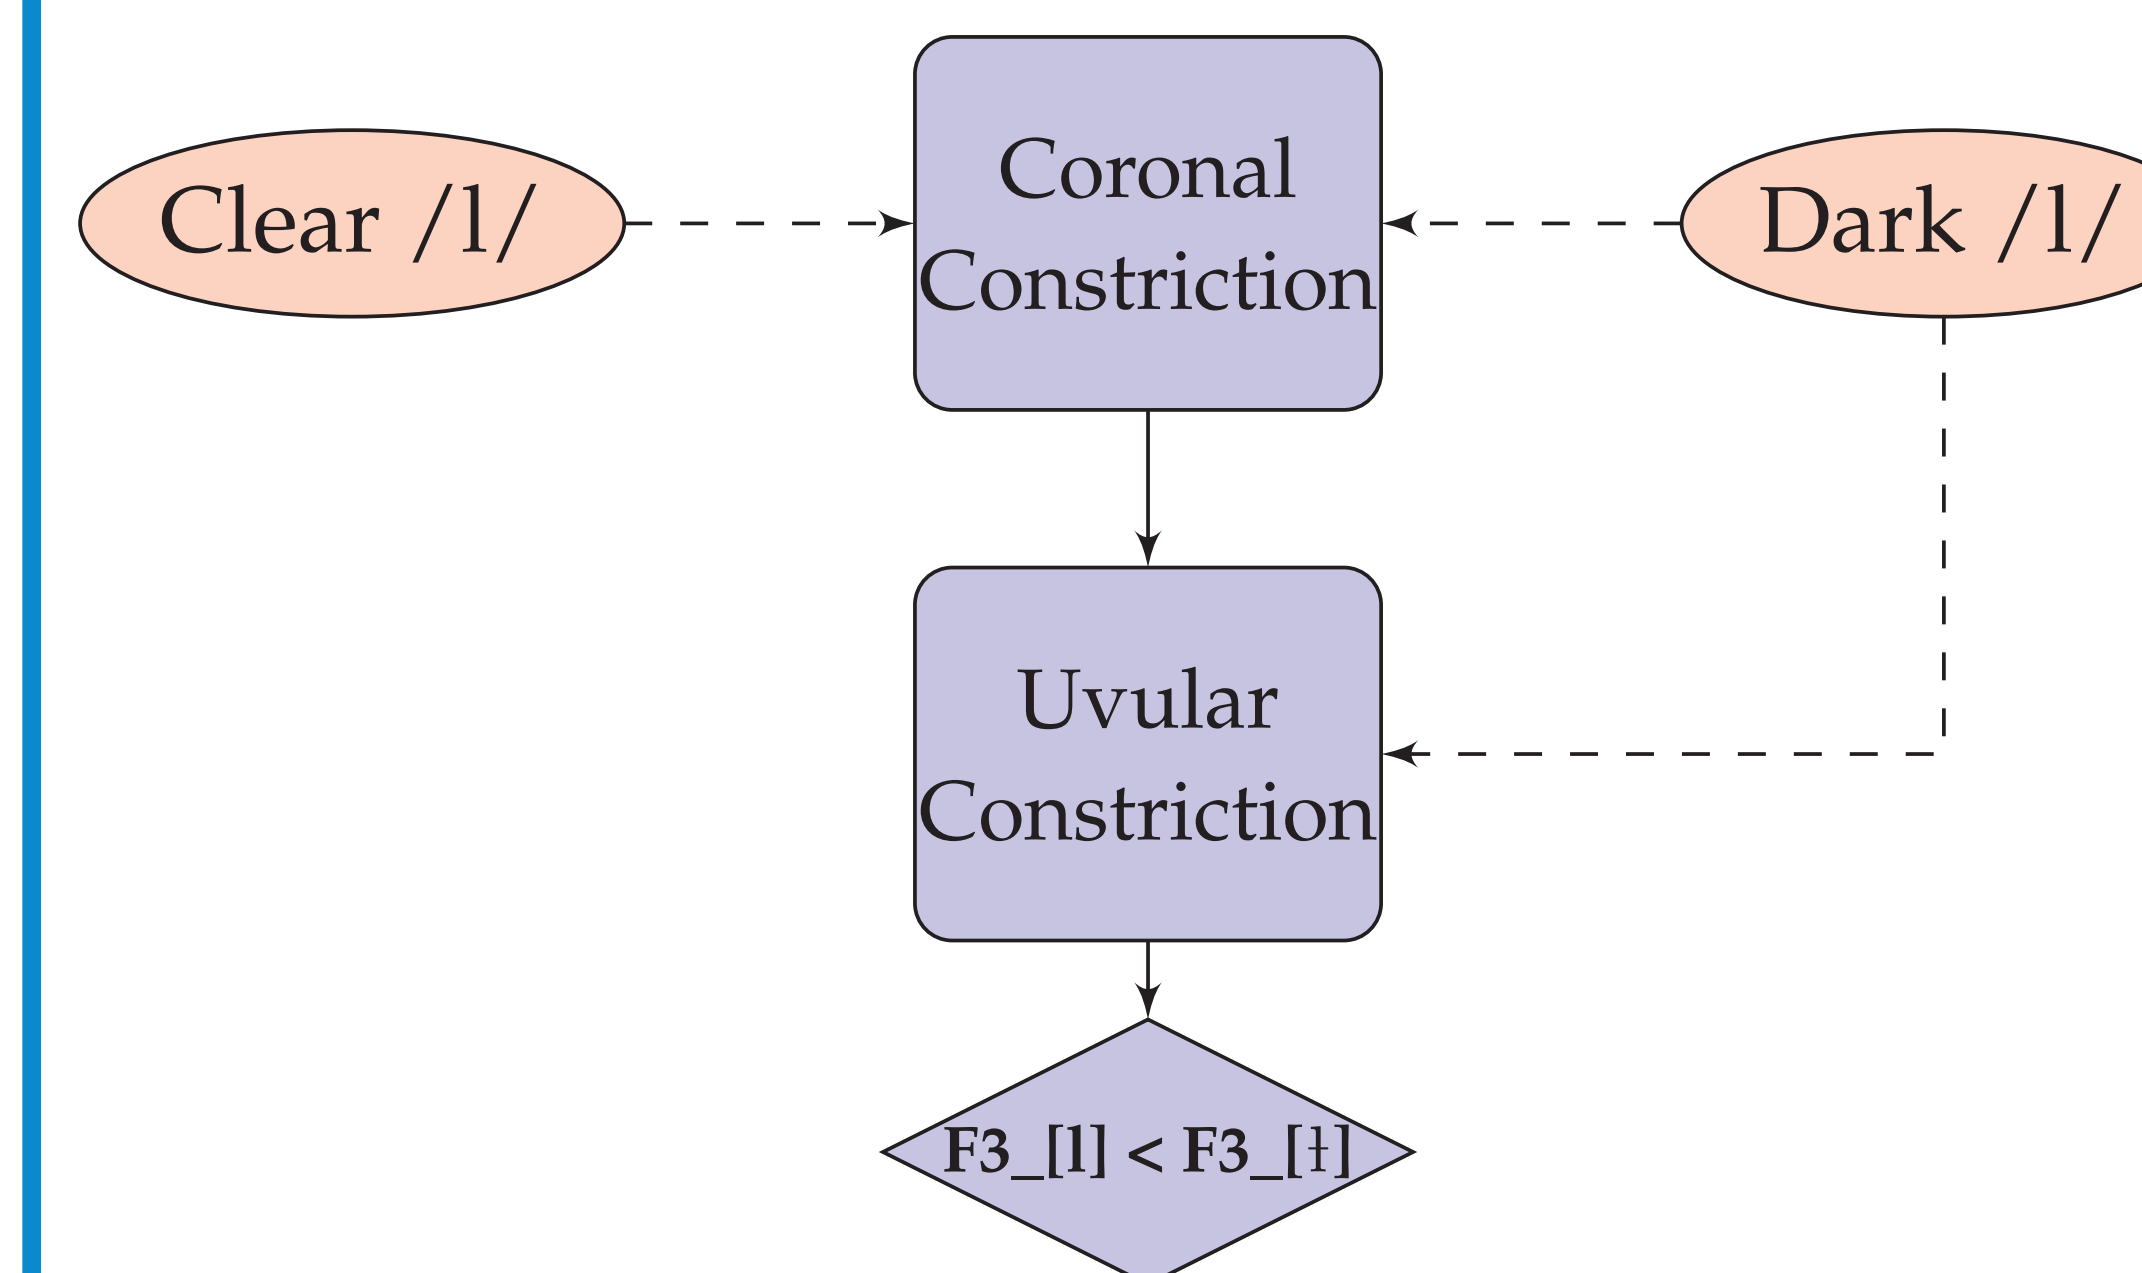 Coronal
Constriction
Clear /l/
Dark /l/
Uvular
Constriction
F3_[l] < F3_[ɫ]